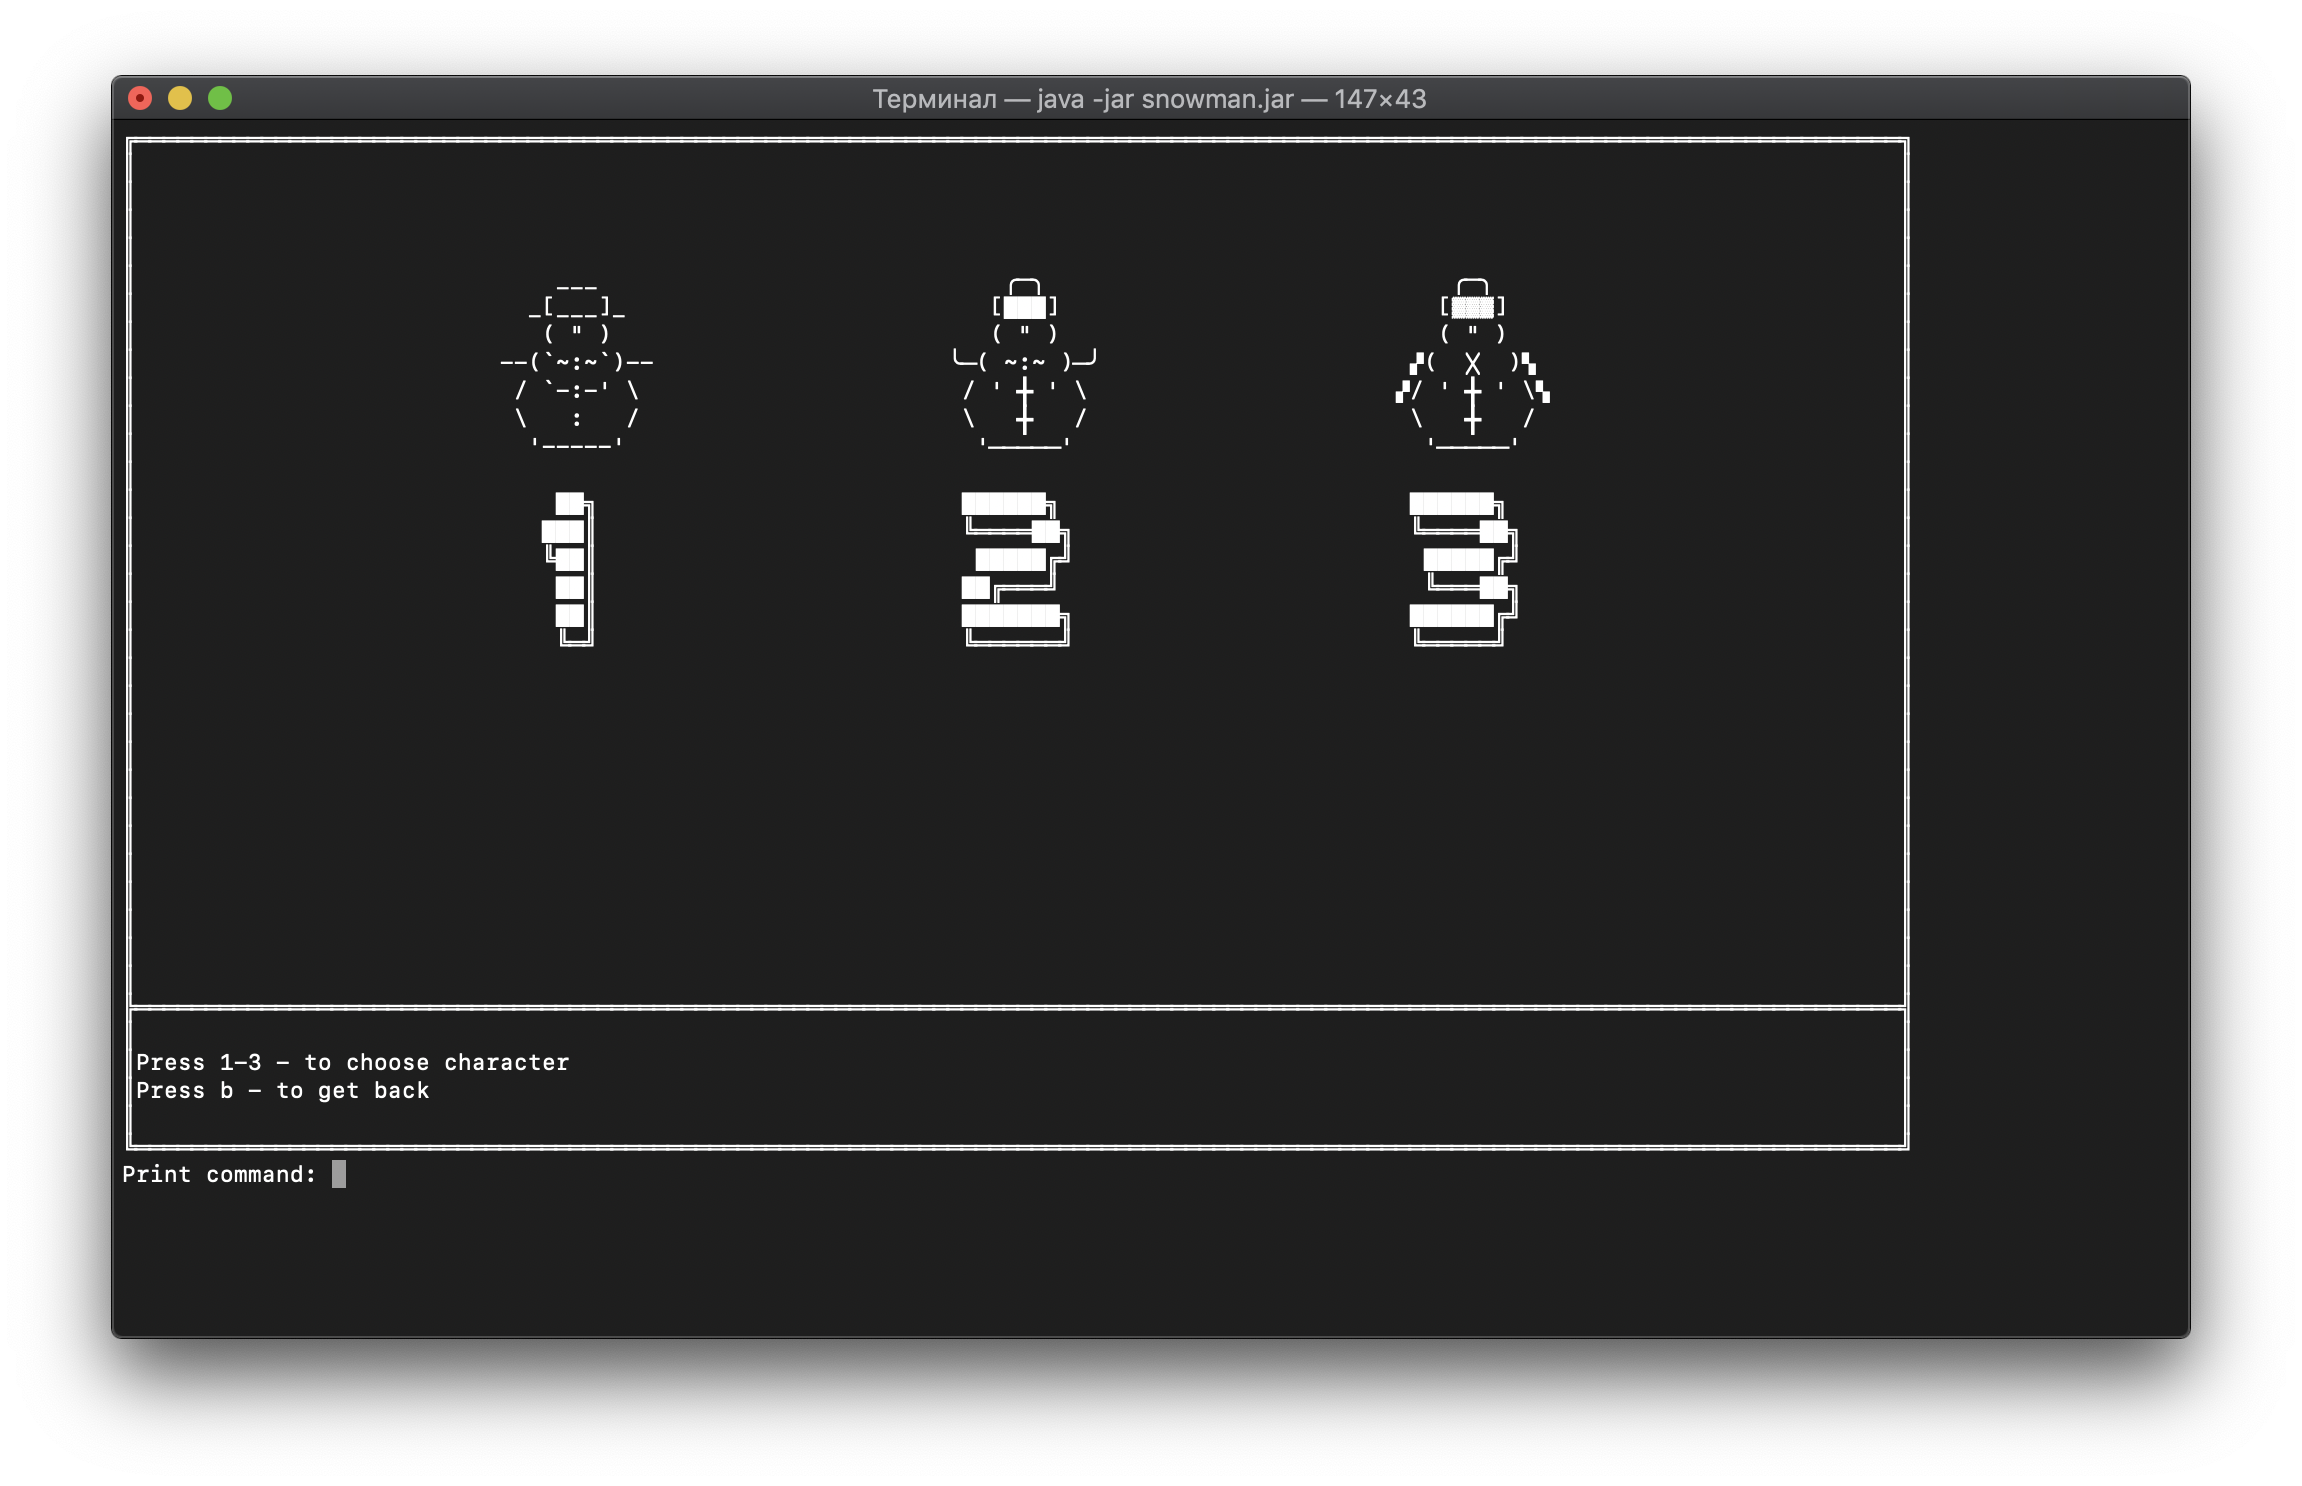 Терминал — java -jar snowman.jar — 147×43
1 2 3
Press 1-3 - to choose character
Press b - to get back
Print command: